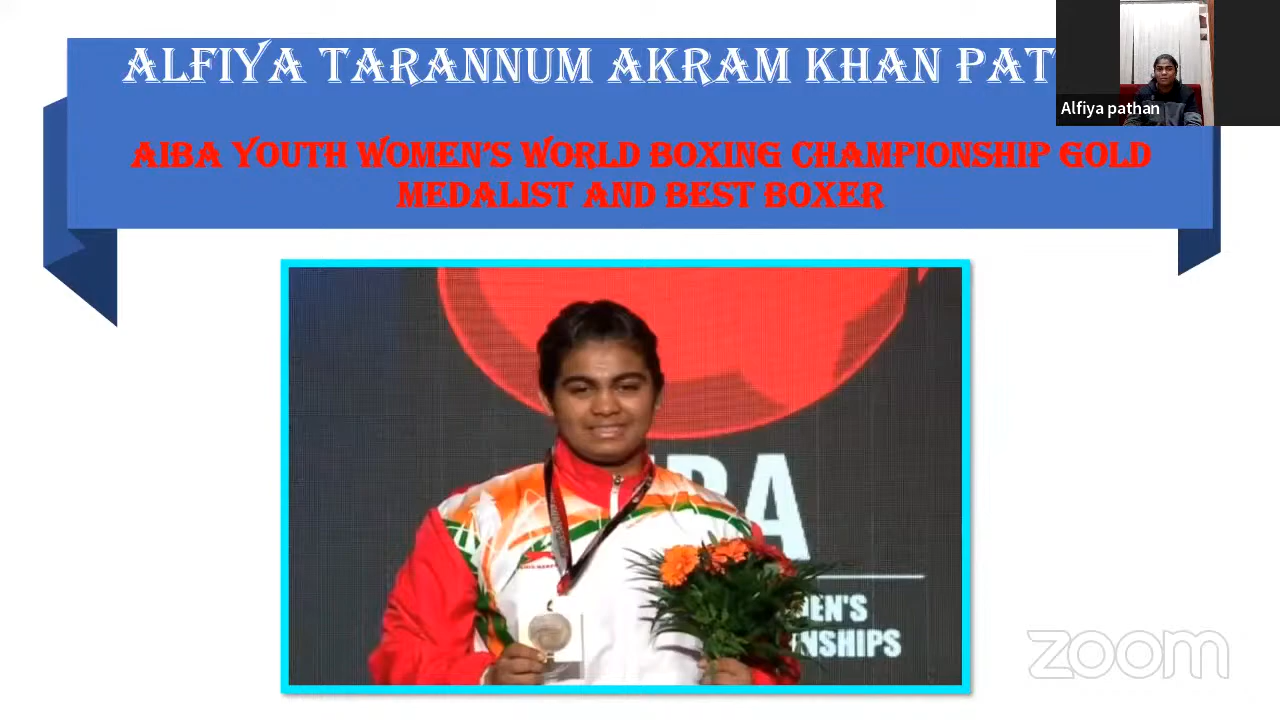 ALFIYA TARANNUM AKRAM KHAN PAT
Alfiya pathan
AIBA YOUTH WOMEN’S WORLD BOXING CHAMPIONSHIP GOLD
MEDALIST AND BEST BOXER
BA
EN'S
NSHIPS
zoom